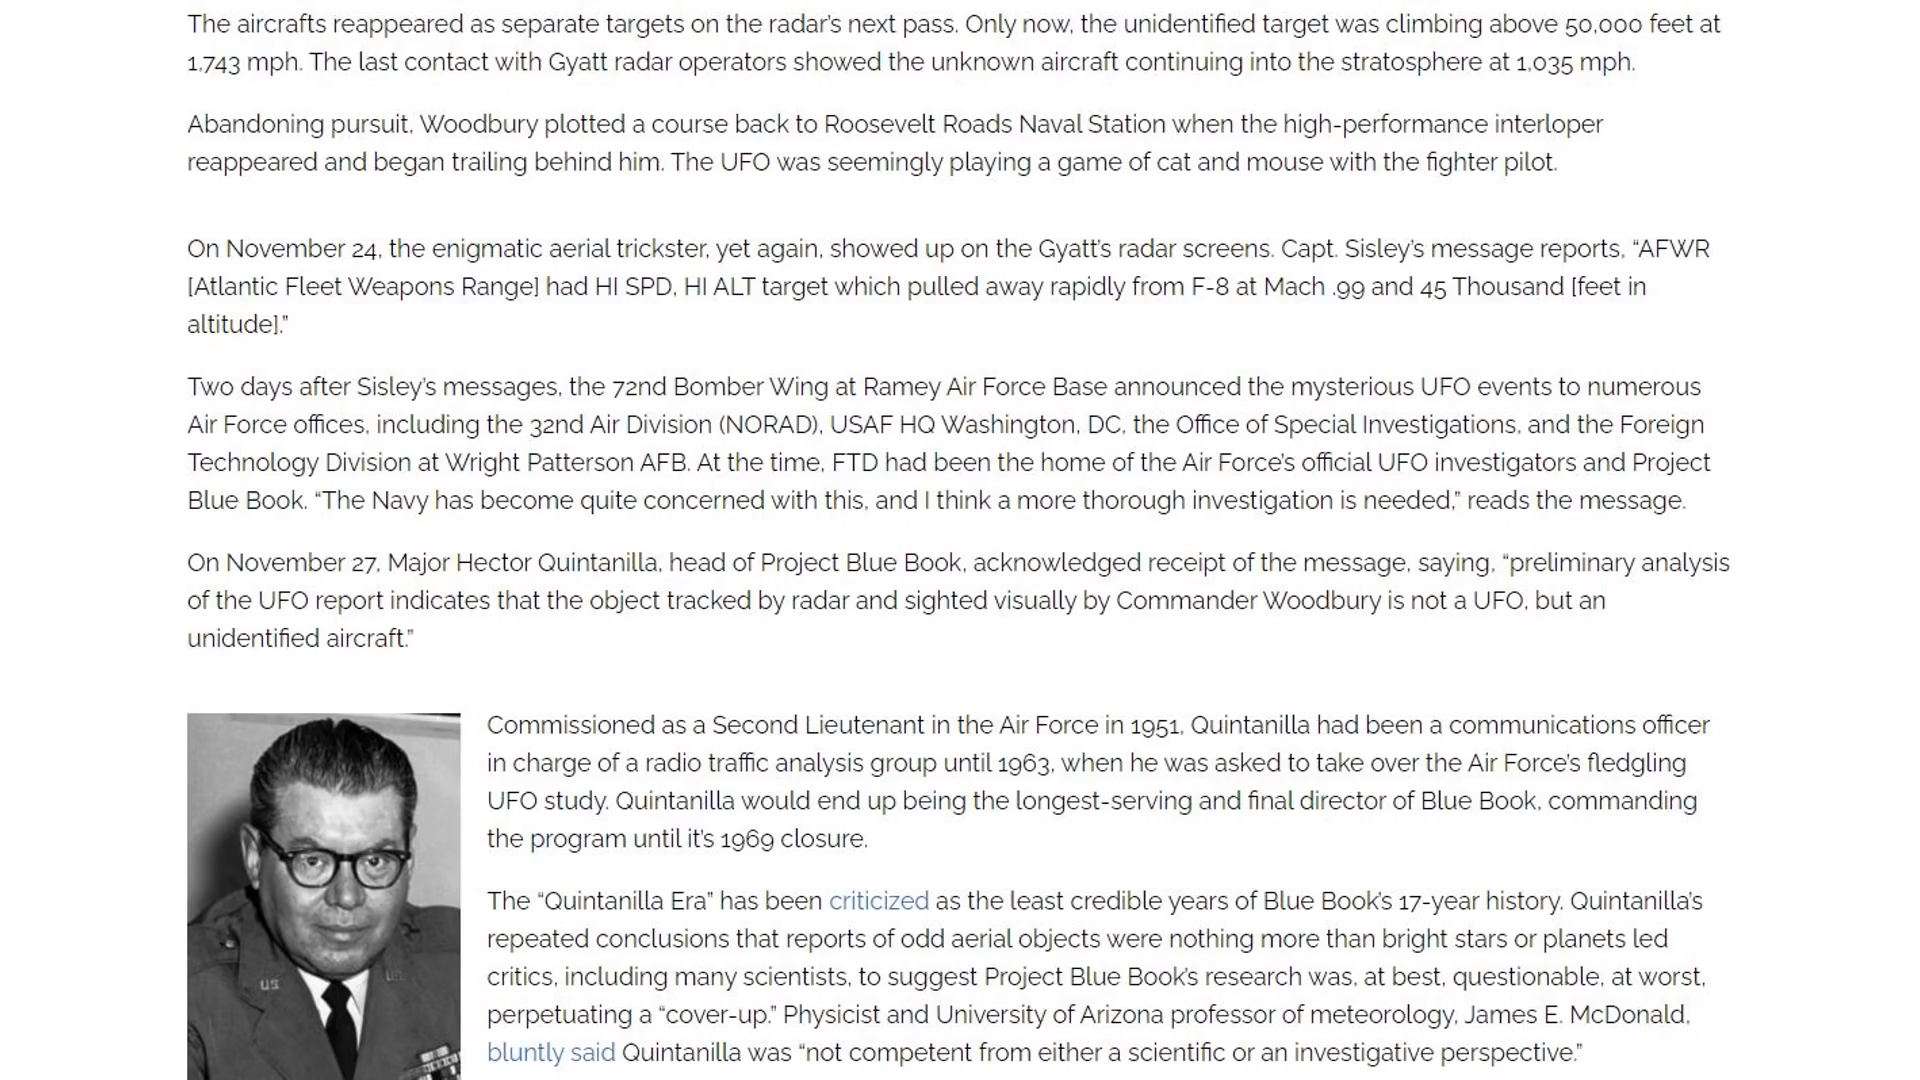 The aircrafts reappeared as separate targets on the radar's next pass. Only now, the unidentified target was climbing above 50,000 feet at
1,743 mph. The last contact with Gyatt radar operators showed the unknown aircraft continuing into the stratosphere at 1,035 mph.
Abandoning pursuit, Woodbury plotted a course back to Roosevelt Roads Naval Station when the high-performance interloper
reappeared and began trailing behind him. The UFO was seemingly playing a game of cat and mouse with the fighter pilot.
On November 24, the enigmatic aerial trickster, yet again, showed up on the Gyatt's radar screens. Capt. Sisley's message reports, “AFWR
[Atlantic Fleet Weapons Range] had HI SPD, HI ALT target which pulled away rapidly from F-8 at Mach .99 and 45 Thousand [feet in
altitude].”
Two days after Sisley's messages, the 72nd Bomber Wing at Ramey Air Force Base announced the mysterious UFO events to numerous
Air Force offices, including the 32nd Air Division (NORAD), USAF HQ Washington, DC, the Office of Special Investigations, and the Foreign
Technology Division at Wright Patterson AFB. At the time, FTD had been the home of the Air Force's official UFO investigators and Project
Blue Book. “The Navy has become quite concerned with this, and I think a more thorough investigation is needed,” reads the message.
On November 27, Major Hector Quintanilla, head of Project Blue Book, acknowledged receipt of the message, saying, “preliminary analysis
of the UFO report indicates that the object tracked by radar and sighted visually by Commander Woodbury is not a UFO, but an
unidentified aircraft.”
Commissioned as a Second Lieutenant in the Air Force in 1951, Quintanilla had been a communications officer
in charge of a radio traffic analysis group until 1963, when he was asked to take over the Air Force's fledgling
UFO study. Quintanilla would end up being the longest-serving and final director of Blue Book, commanding
the program until it's 1969 closure.
The “Quintanilla Era” has been criticized as the least credible years of Blue Book's 17-year history. Quintanilla's
repeated conclusions that reports of odd aerial objects were nothing more than bright stars or planets led
critics, including many scientists, to suggest Project Blue Book's research was, at best, questionable, at worst,
perpetuating a “cover-up.” Physicist and University of Arizona professor of meteorology, James E. McDonald,
bluntly said Quintanilla was “not competent from either a scientific or an investigative perspective.”
US
US